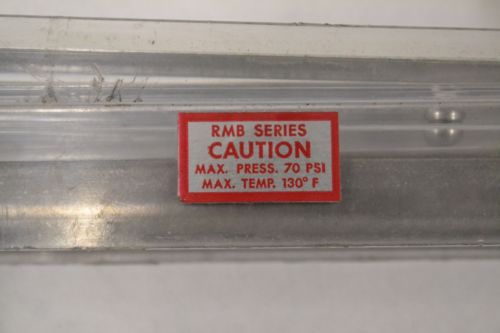 RMB SERIES
CAUTION
MAX. PRESS. 70 PSI
MAX. TEMP. 130° F